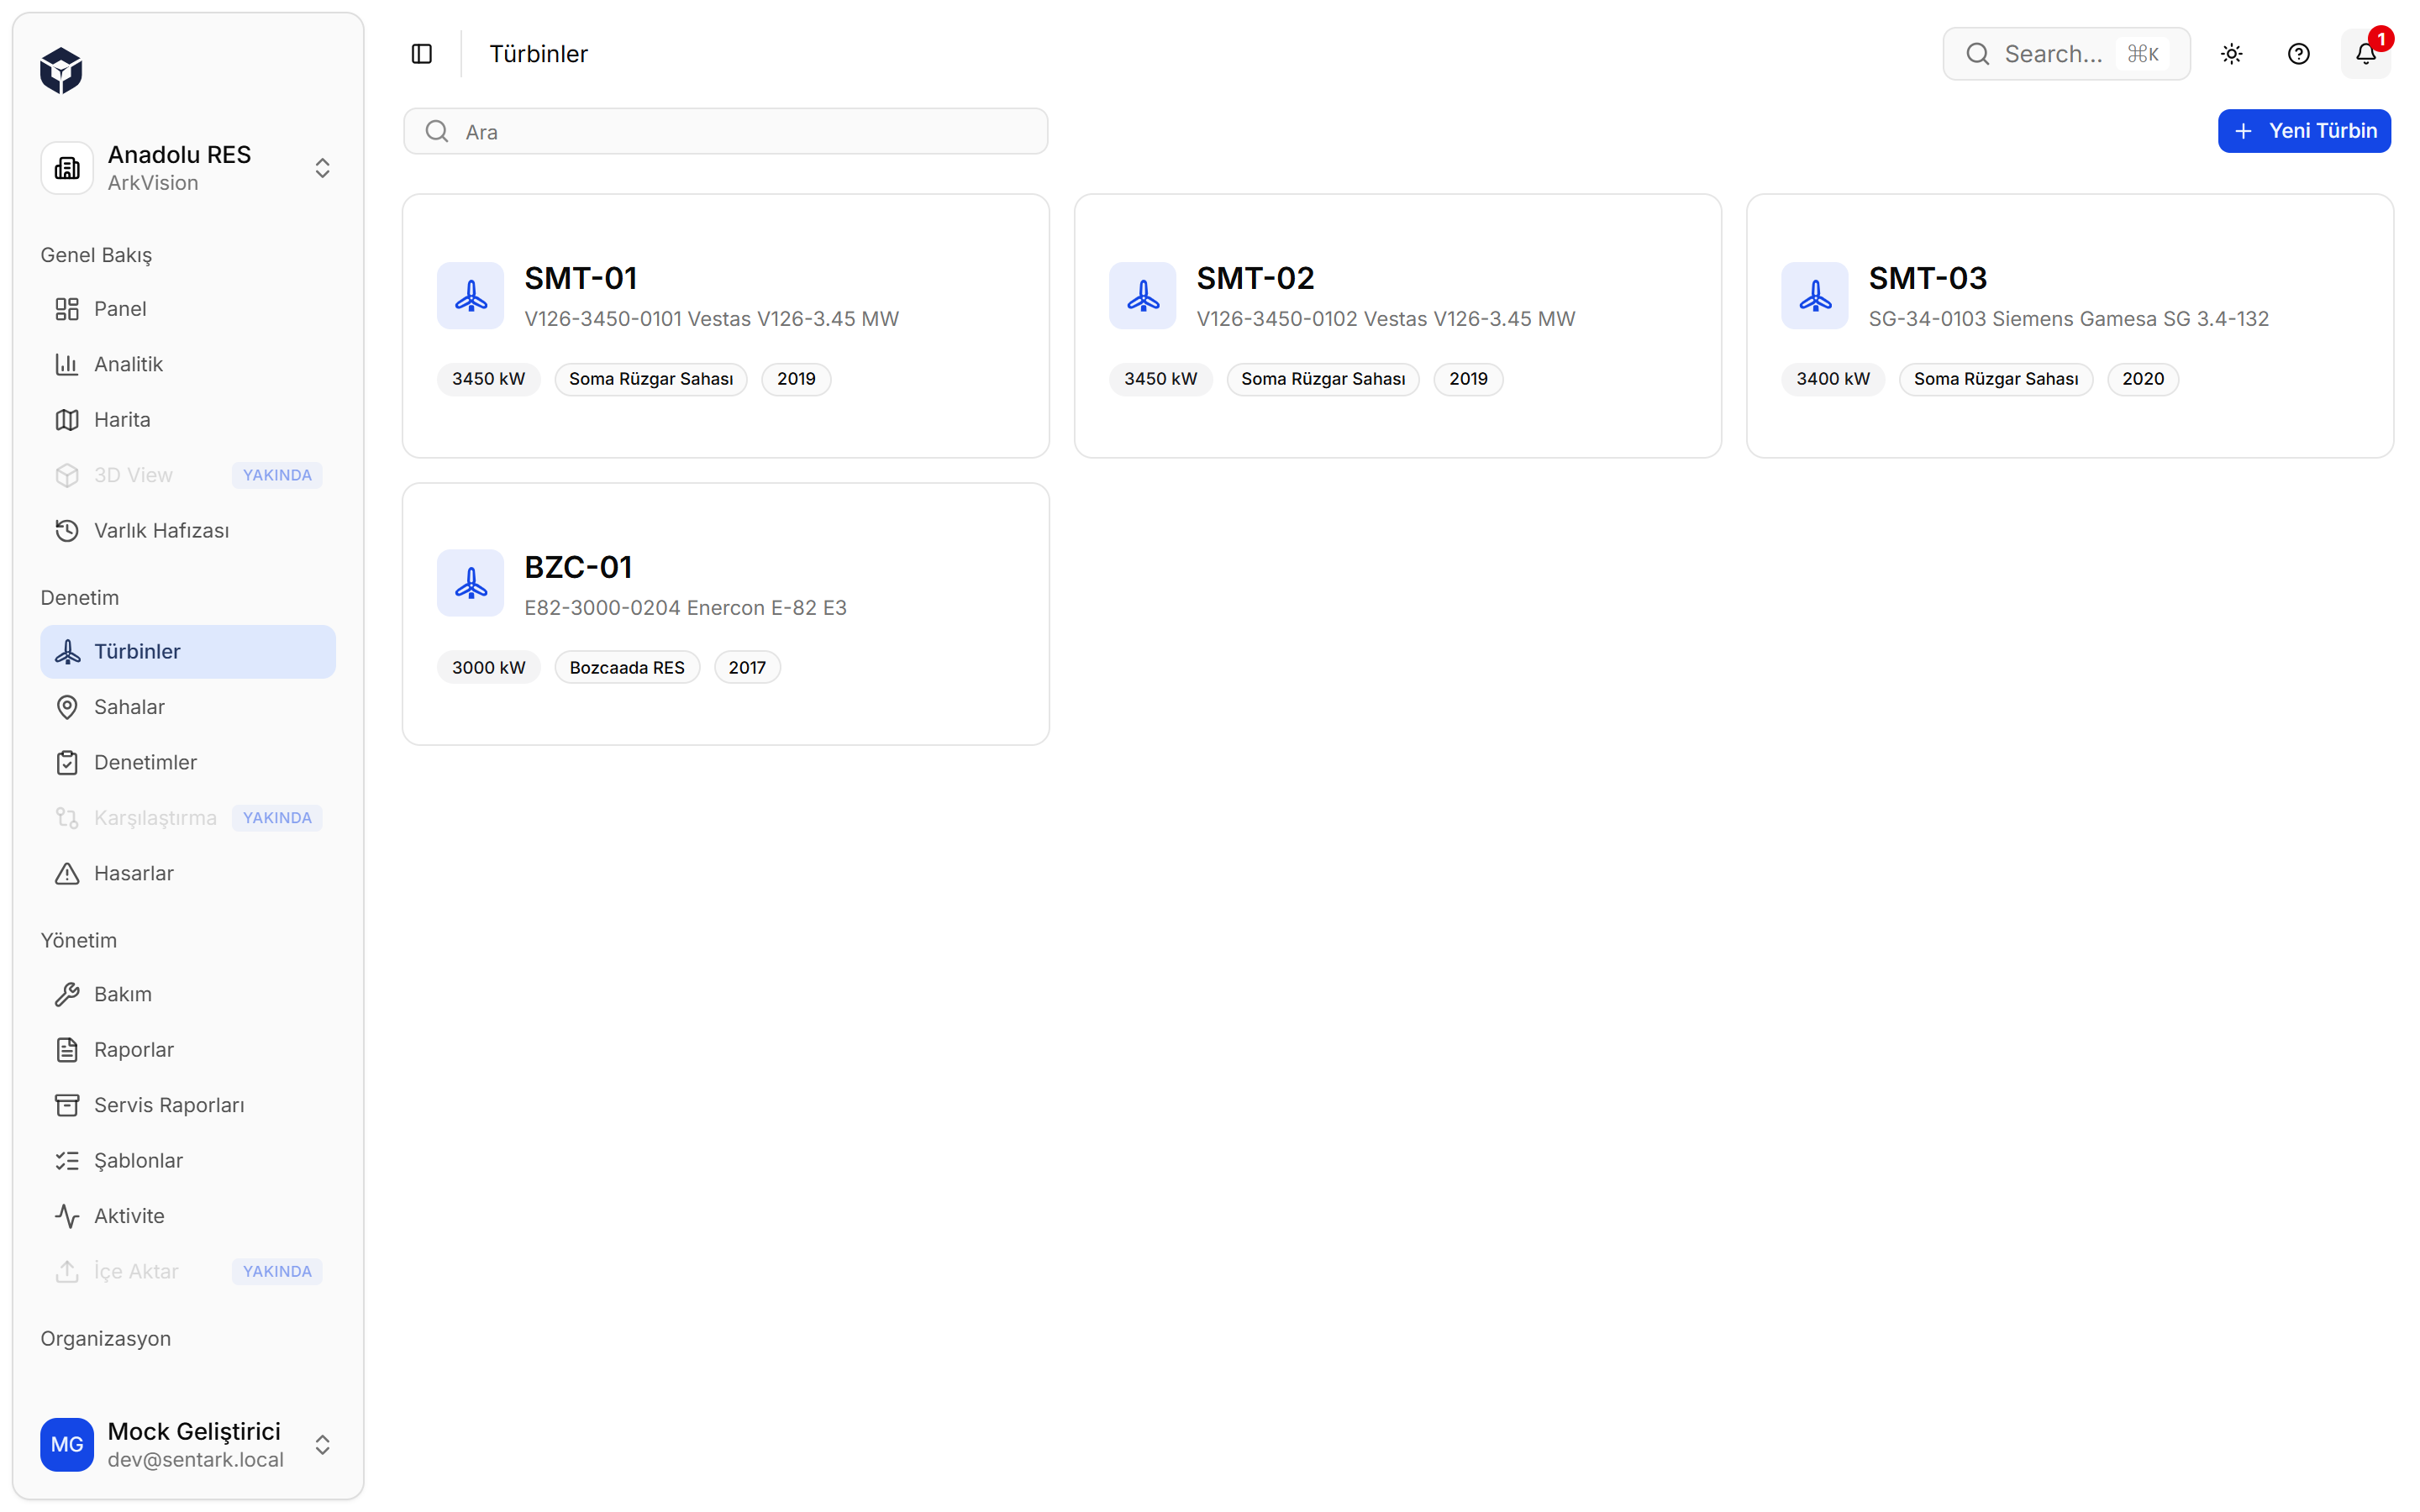 Anadolu RES
ArkVision
Genel Bakış
Panel
Analitik
Harita
3D View YAKINDA
Varlık Hafızası
Denetim
Türbinler
Sahalar
Denetimler
Karşılaştırma YAKINDA
Hasarlar
Yönetim
Bakım
Raporlar
Servis Raporları
Şablonlar
Aktivite
İçe Aktar YAKINDA
Organizasyon
MG
Mock Geliştirici
dev@sentark.local
Türbinler
Search... ⌘K
1
Ara
+ Yeni Türbin
SMT-01
V126-3450-0101 Vestas V126-3.45 MW
3450 kW Soma Rüzgar Sahası 2019
SMT-02
V126-3450-0102 Vestas V126-3.45 MW
3450 kW Soma Rüzgar Sahası 2019
SMT-03
SG-34-0103 Siemens Gamesa SG 3.4-132
3400 kW Soma Rüzgar Sahası 2020
BZC-01
E82-3000-0204 Enercon E-82 E3
3000 kW Bozcaada RES 2017